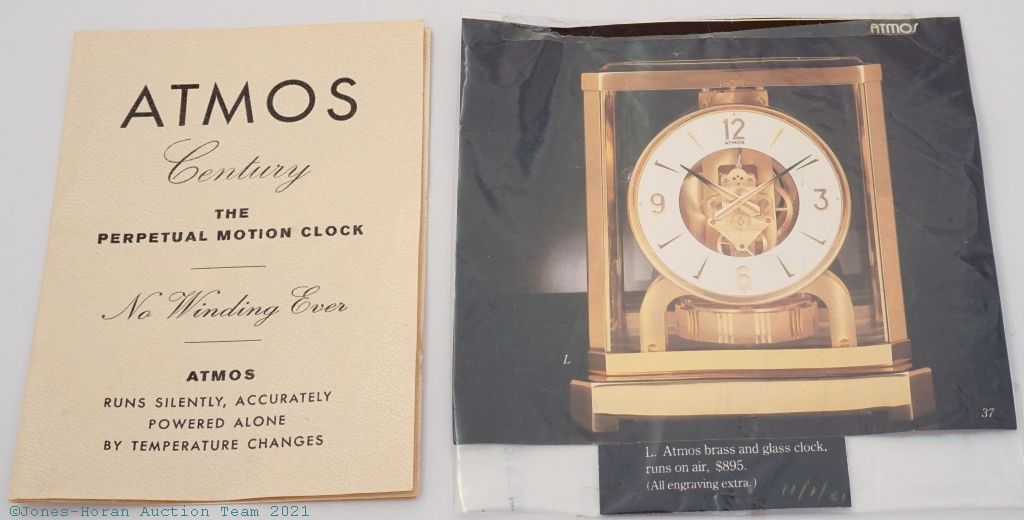 ATMOS
Century
THE
PERPETUAL MOTION CLOCK
No Winding Ever
ATMOS
RUNS SILENTLY, ACCURATELY
POWERED ALONE
BY TEMPERATURE CHANGES
ATMOS
12
ATMOS
9
3
6
L
37
L. Atmos brass and glass clock,
runs on air, $895.
(All engraving extra.)
©Jones-Horan Auction Team 2021